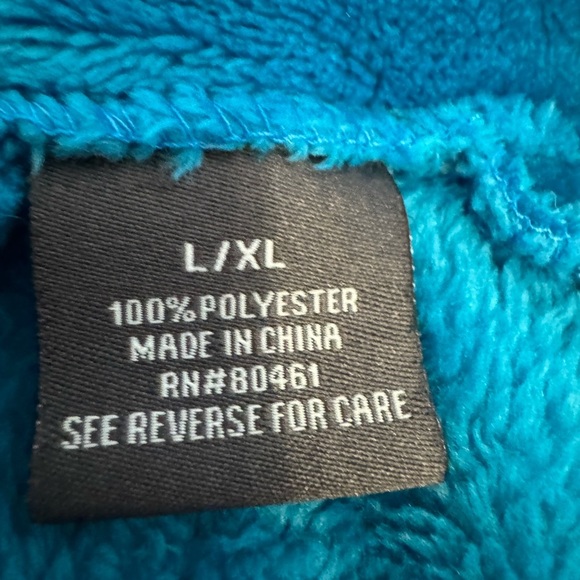 L/XL
100% POLYESTER
MADE IN CHINA
RN#80461
SEE REVERSE FOR CARE